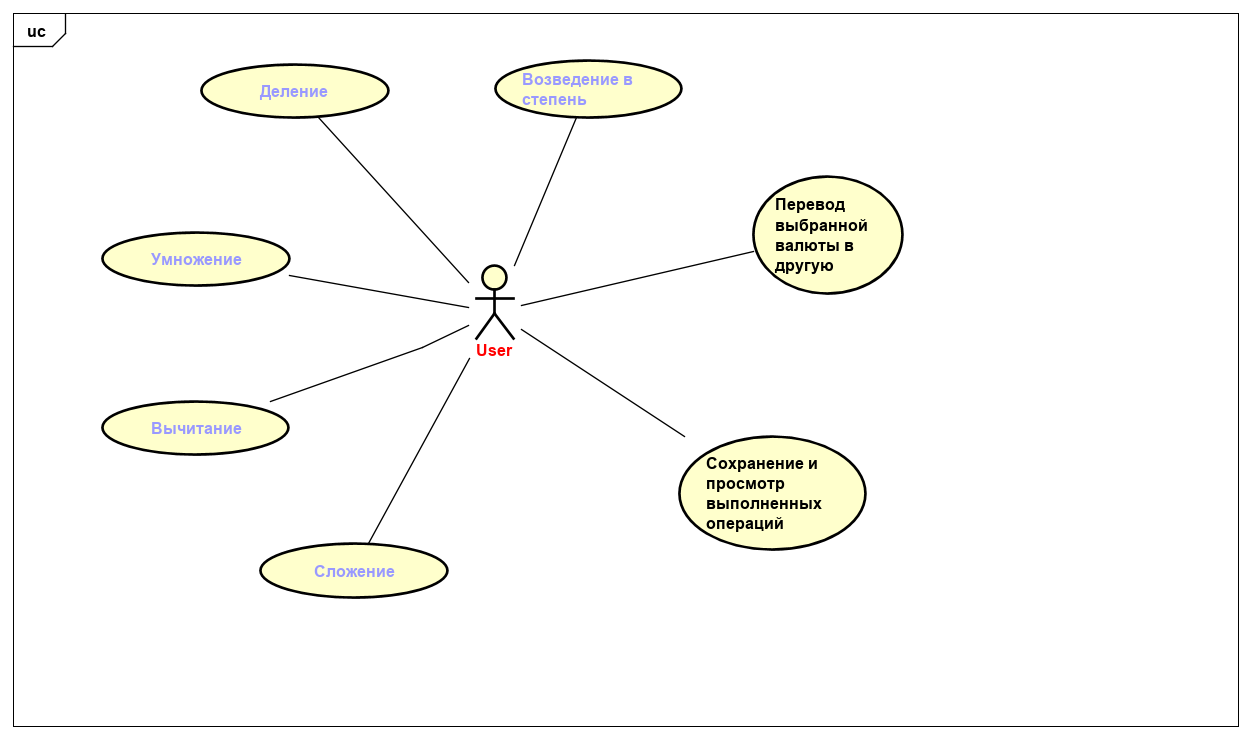 uc
Деление
Возведение в
степень
Перевод
выбранной
валюты в
другую
Умножение
User
Вычитание
Сохранение и
просмотр
выполненных
операций
Сложение